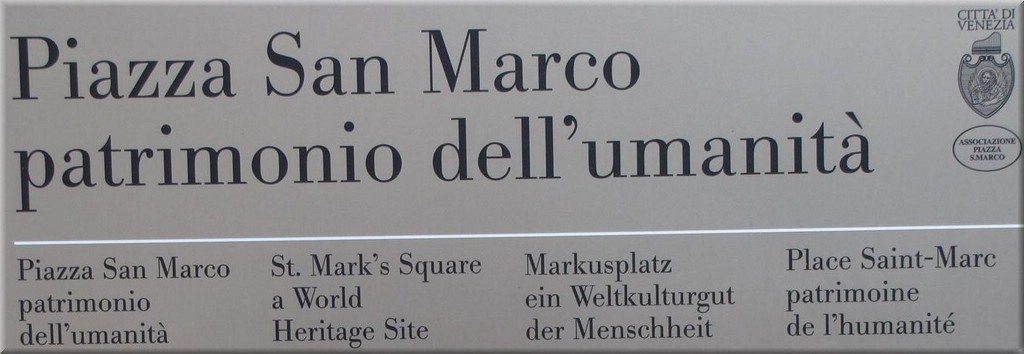 Piazza San Marco
patrimonio dell'umanità
CITTA' DI
VENEZIA
ASSOCIAZIONE
PIAZZA
S.MARCO
Piazza San Marco
patrimonio
dell'umanità
St. Mark's Square
a World
Heritage Site
Markusplatz
ein Weltkulturgut
der Menschheit
Place Saint-Marc
patrimoine
de l'humanité